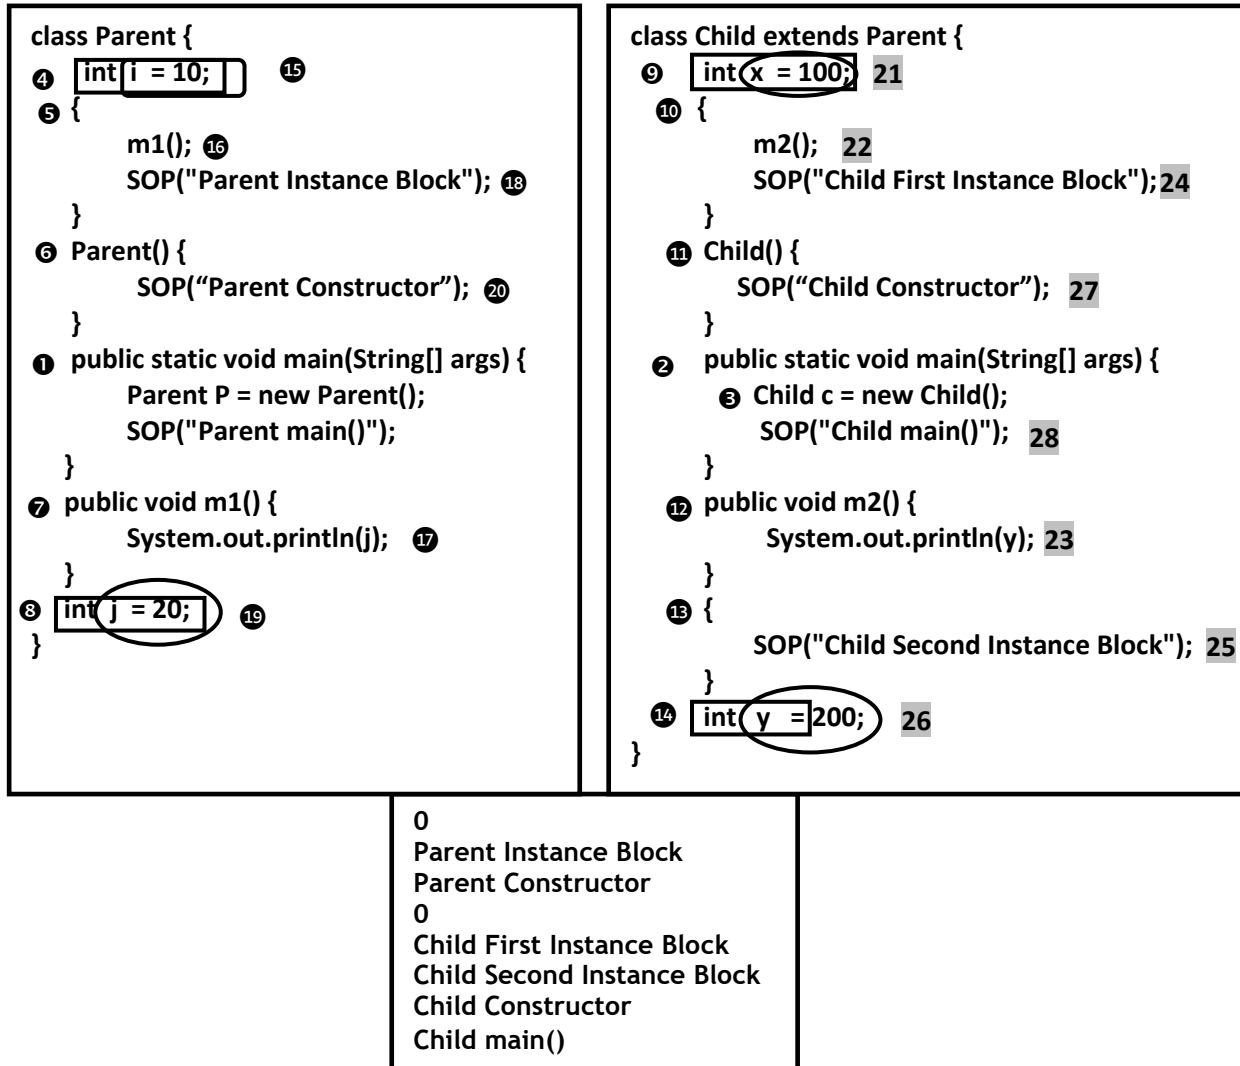 class Parent {
❹ int i = 10; ⓯
❺ {
m1(); ⓰
SOP("Parent Instance Block"); ⓲
}
❻ Parent() {
SOP(“Parent Constructor”); ⓴
}
❶ public static void main(String[] args) {
Parent P = new Parent();
SOP("Parent main()");
}
❼ public void m1() {
System.out.println(j); ⓱
}
❽ int j = 20; ⓳
}
class Child extends Parent {
❾ int x = 100; 21
❿ {
m2(); 22
SOP("Child First Instance Block"); 24
}
⓫ Child() {
SOP(“Child Constructor”); 27
}
❷ public static void main(String[] args) {
❸ Child c = new Child();
SOP("Child main()"); 28
}
⓬ public void m2() {
System.out.println(y); 23
}
⓭ {
SOP("Child Second Instance Block"); 25
}
⓮ int y = 200; 26
}
0
Parent Instance Block
Parent Constructor
0
Child First Instance Block
Child Second Instance Block
Child Constructor
Child main()